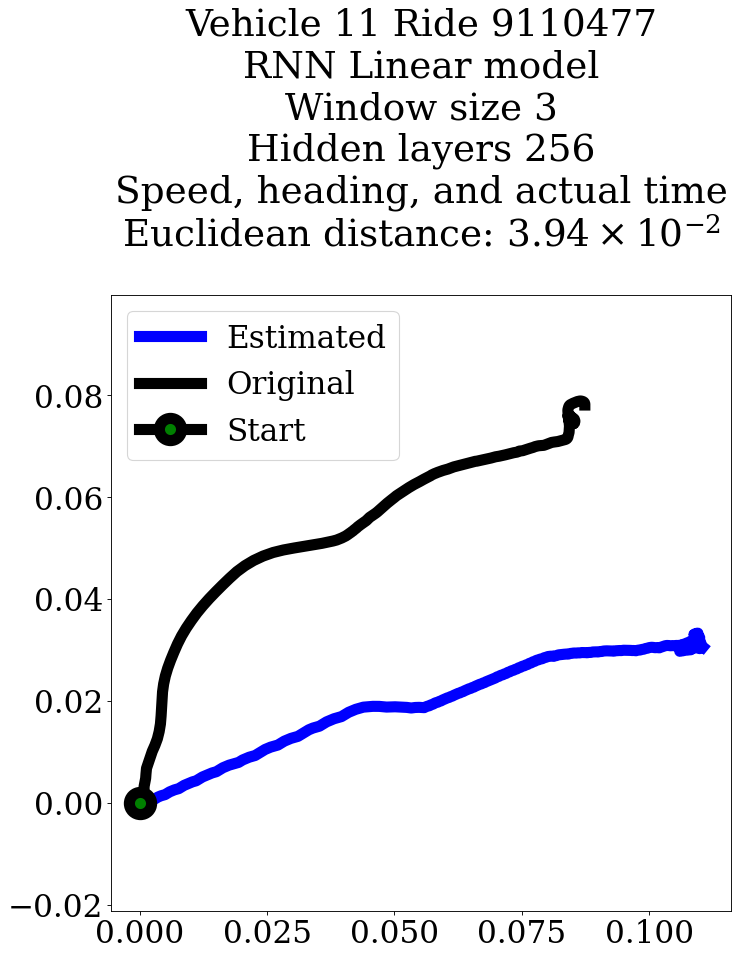 Vehicle 11 Ride 9110477
RNN Linear model
Window size 3
Hidden layers 256
Speed, heading, and actual time
Euclidean distance: 3.94 × 10⁻²
Estimated
Original
Start
0.08
0.06
0.04
0.02
0.00
−0.02
0.000 0.025 0.050 0.075 0.100